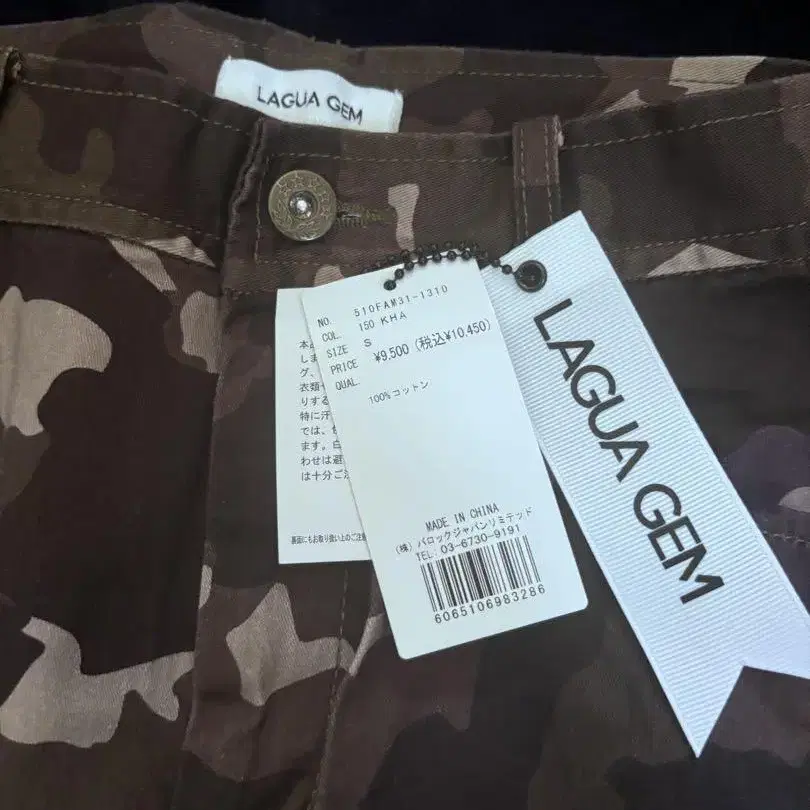 LAGUA GEM
NO. 510FAM31-1310
COL. 150 KHA
SIZE S
PRICE ¥9,500 (税込¥10,450)
QUAL.
100%コットン
MADE IN CHINA
(株) バロックジャパンリミテッド
TEL: 03-6730-9191
6065106983286
本
しま
グ、
衣類
りする
特に汗
では、
ます。白
わせは避
は十分ご注
裏面にもお取り扱い上のご注
LAGUA GEM